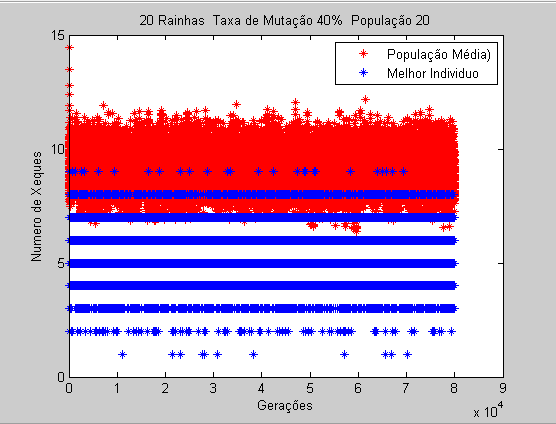 20 Rainhas Taxa de Mutação 40% População 20
15
População Média)
Melhor Individuo
10
Numero de Xeques
5
0
0 1 2 3 4 5 6 7 8 9
Gerações
x 10^4